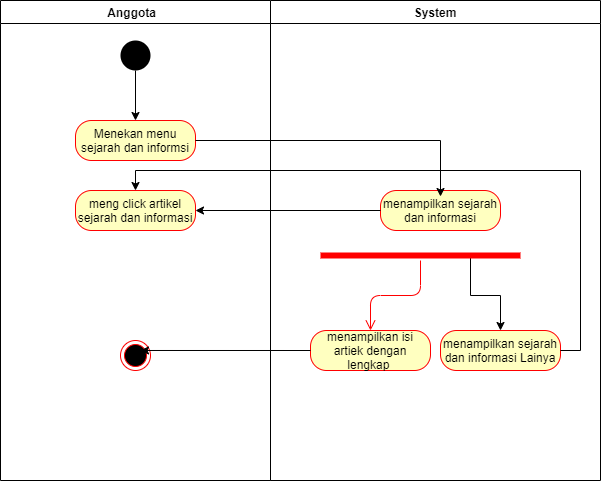 Anggota
System
Menekan menu
sejarah dan informsi
meng click artikel
sejarah dan informasi
menampilkan sejarah
dan informasi
menampilkan isi
artiek dengan
lengkap
menampilkan sejarah
dan informasi Lainya